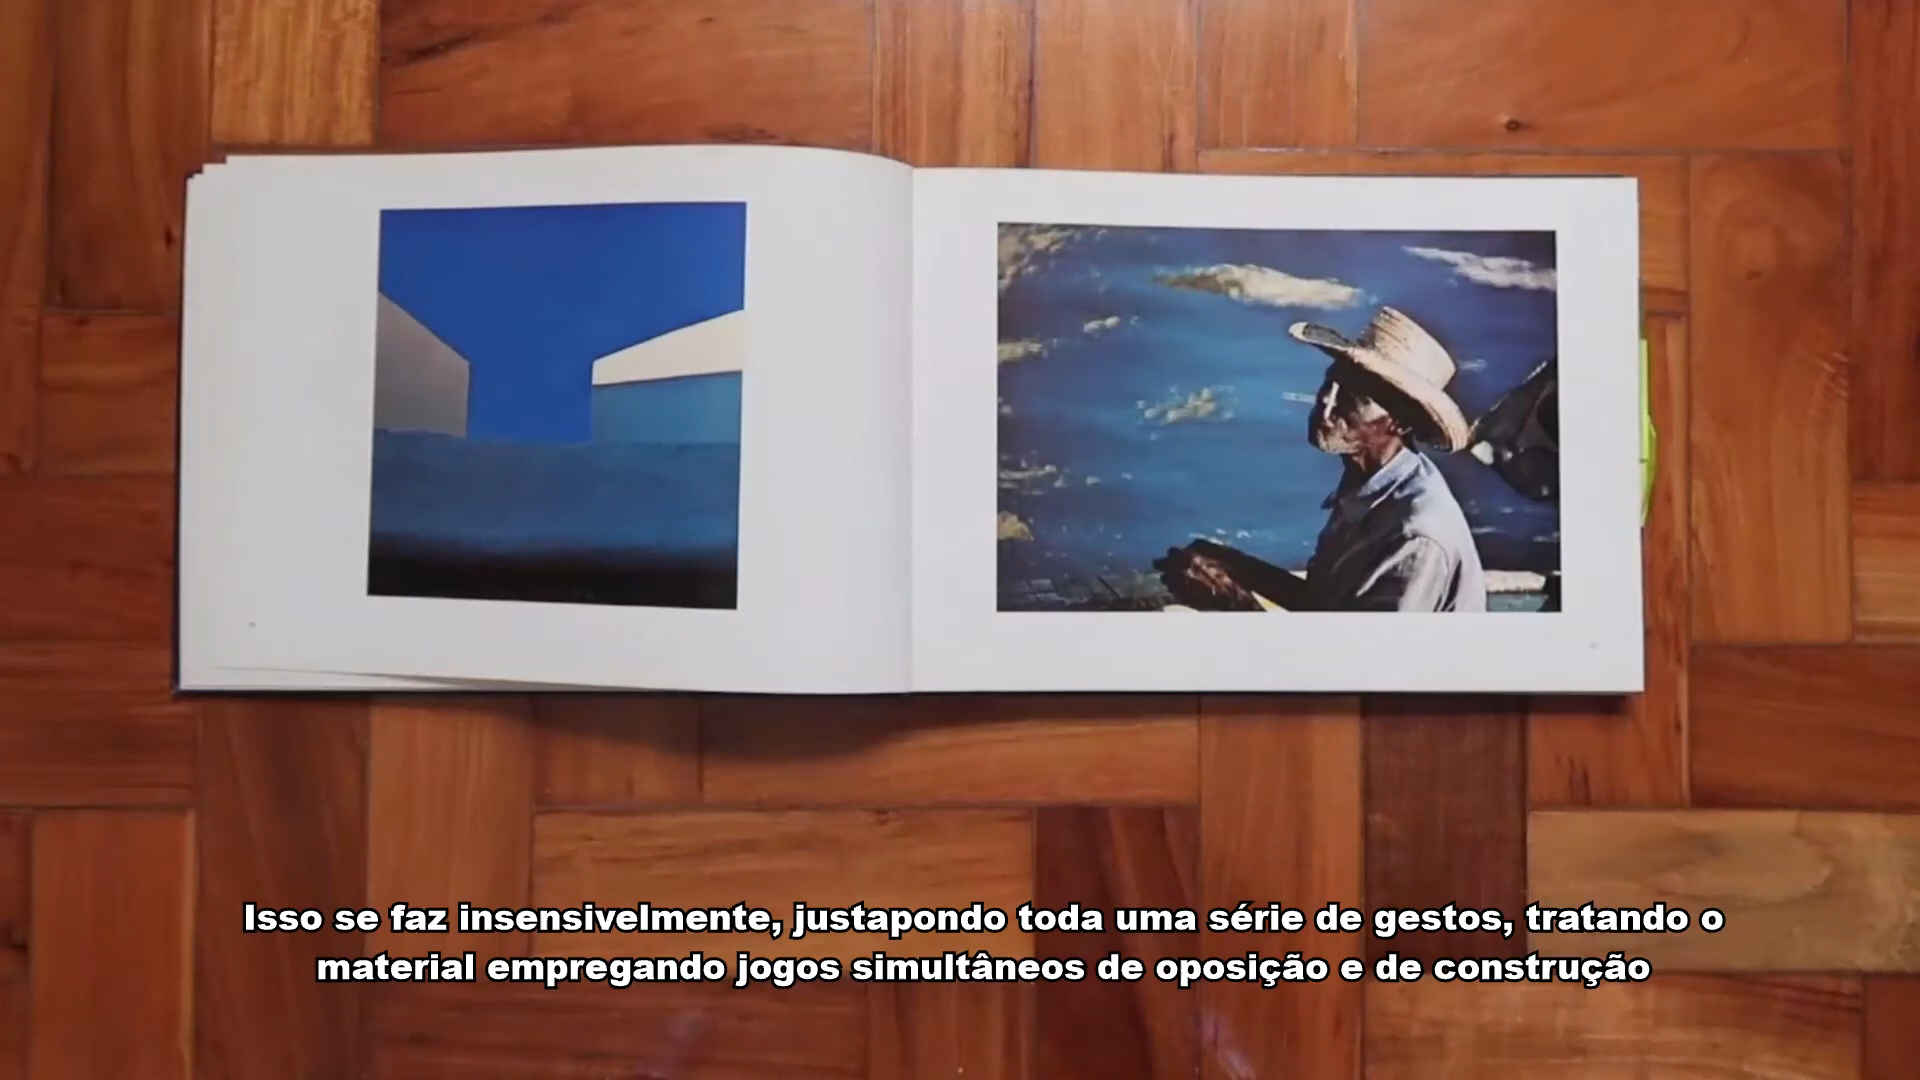 Isso se faz insensivelmente, justapondo toda uma série de gestos, tratando o
material empregando jogos simultâneos de oposição e de construção